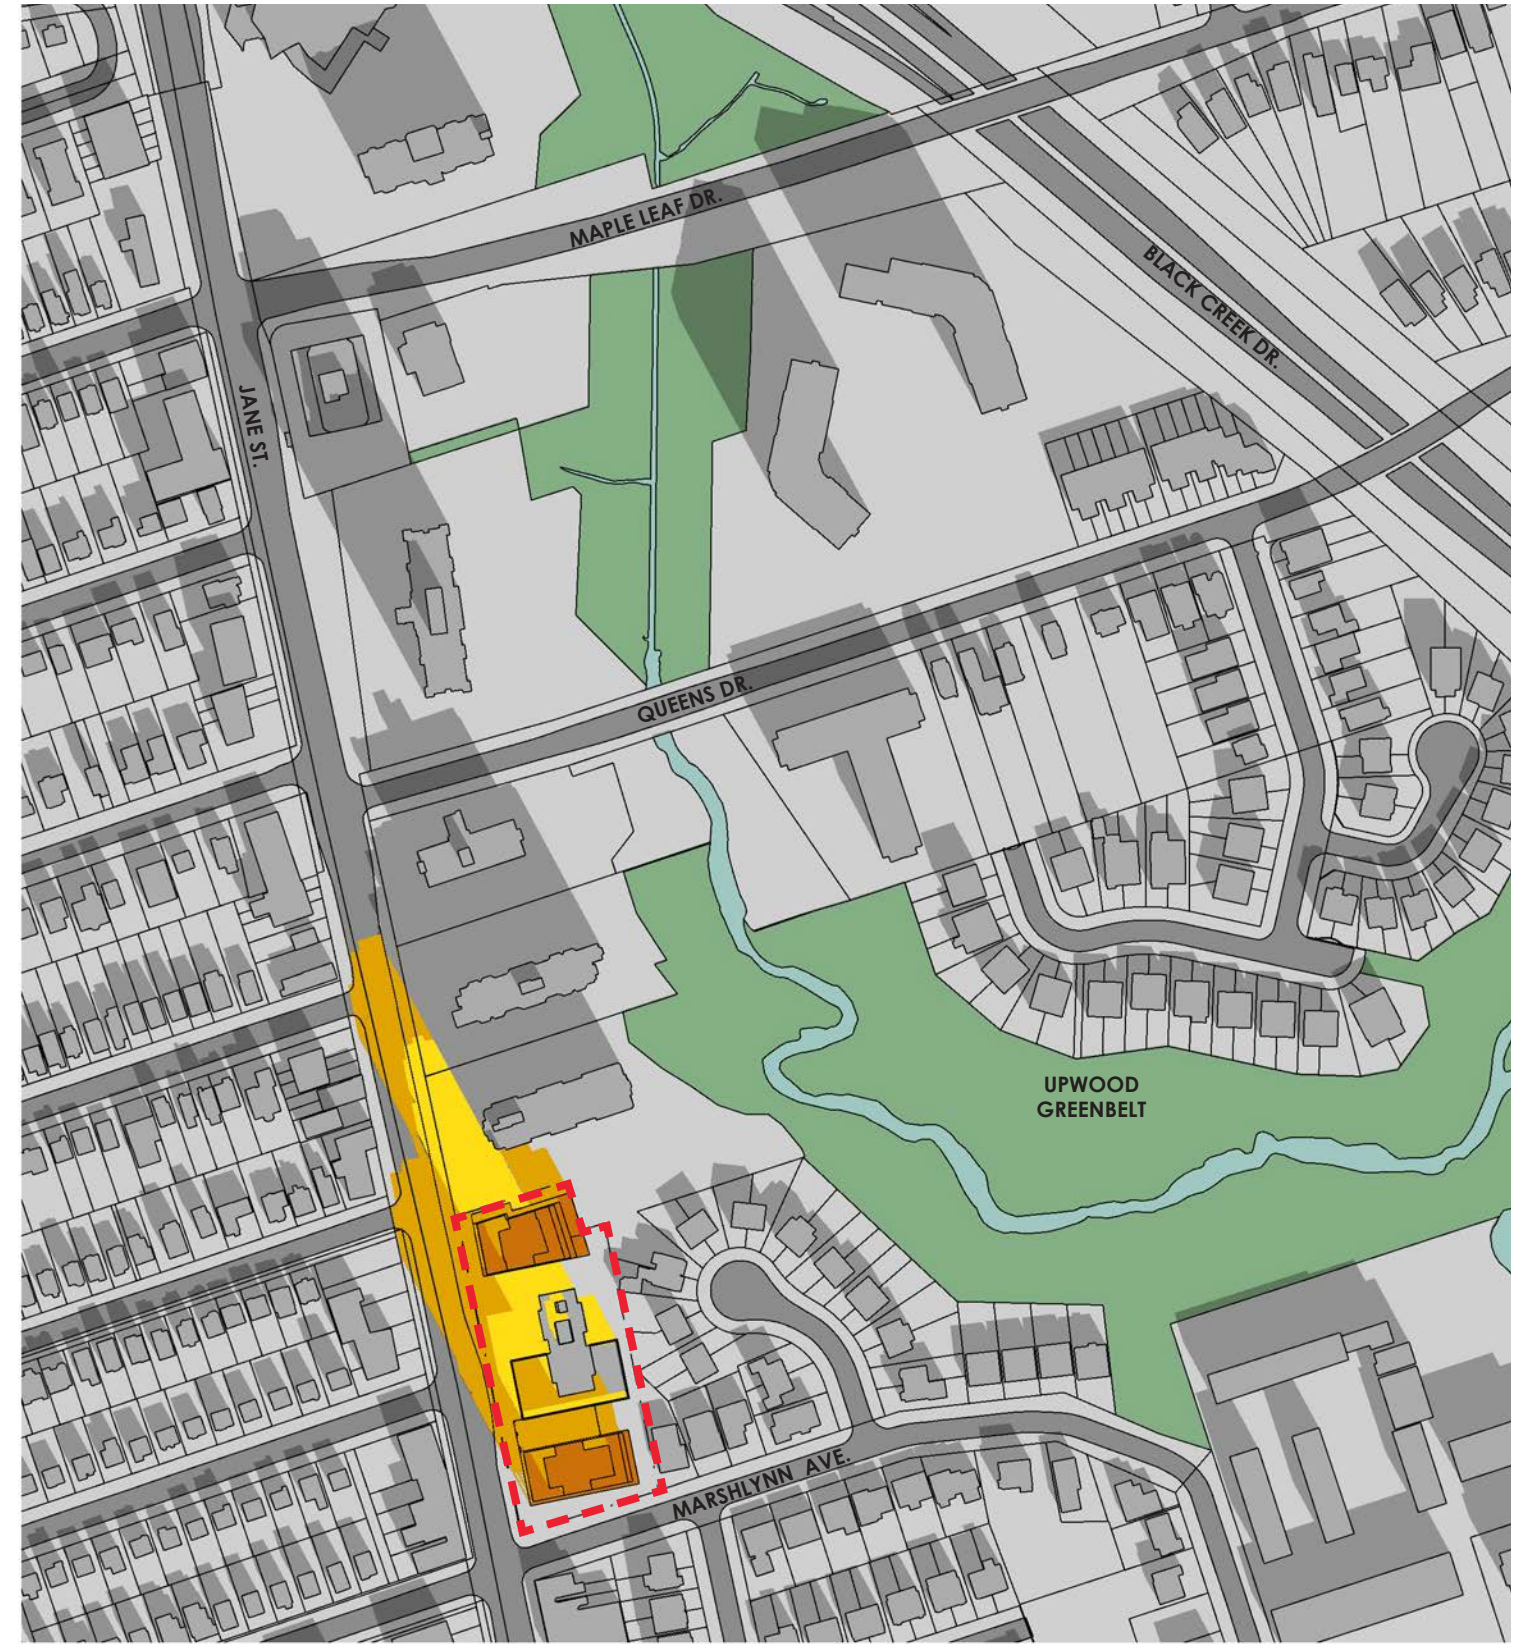 MAPLE LEAF DR.
BLACK CREEK DR.
JANE ST.
QUEENS DR.
UPWOOD
GREENBELT
MARSHLYNN AVE.